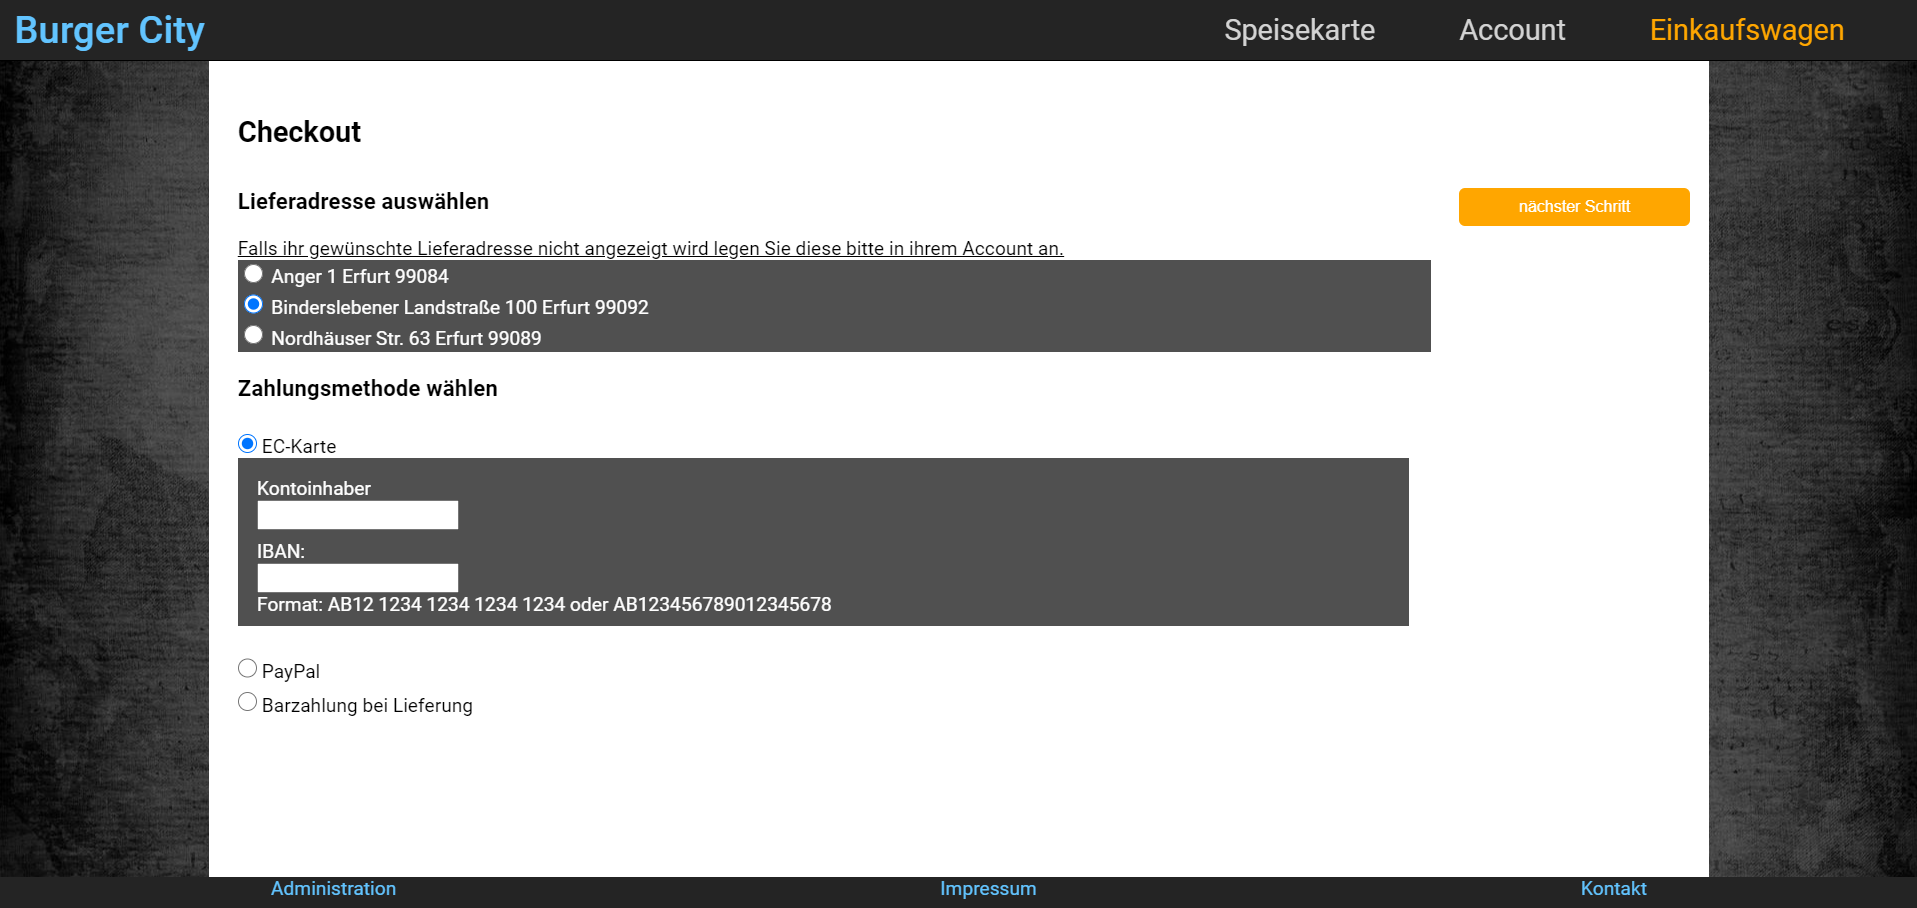 Burger City
Speisekarte
Account
Einkaufswagen
Checkout
Lieferadresse auswählen
nächster Schritt
Falls ihr gewünschte Lieferadresse nicht angezeigt wird legen Sie diese bitte in ihrem Account an.
Anger 1 Erfurt 99084
Binderslebener Landstraße 100 Erfurt 99092
Nordhäuser Str. 63 Erfurt 99089
Zahlungsmethode wählen
EC-Karte
Kontoinhaber
IBAN:
Format: AB12 1234 1234 1234 1234 oder AB123456789012345678
PayPal
Barzahlung bei Lieferung
Administration
Impressum
Kontakt